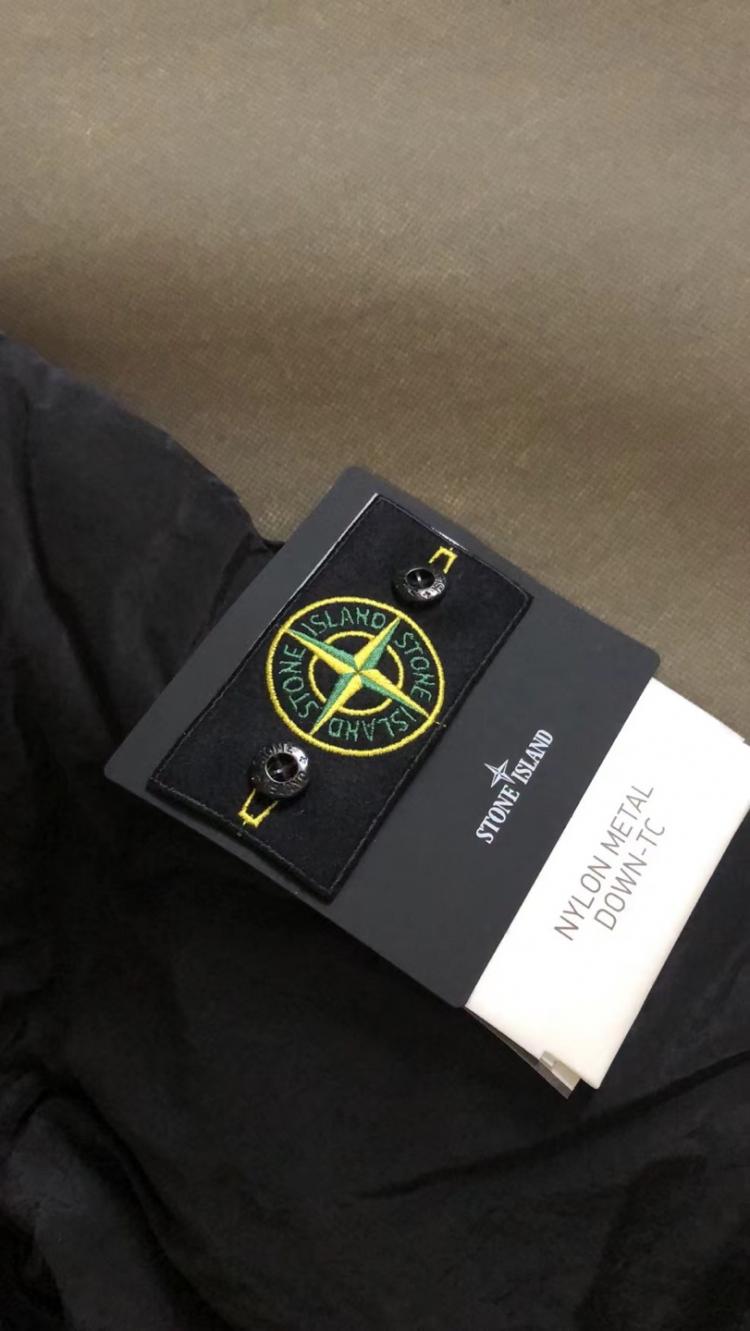 STONE ISLAND STONE ISLAND
STONE ISLAND
NYLON METAL
DOWN-TC